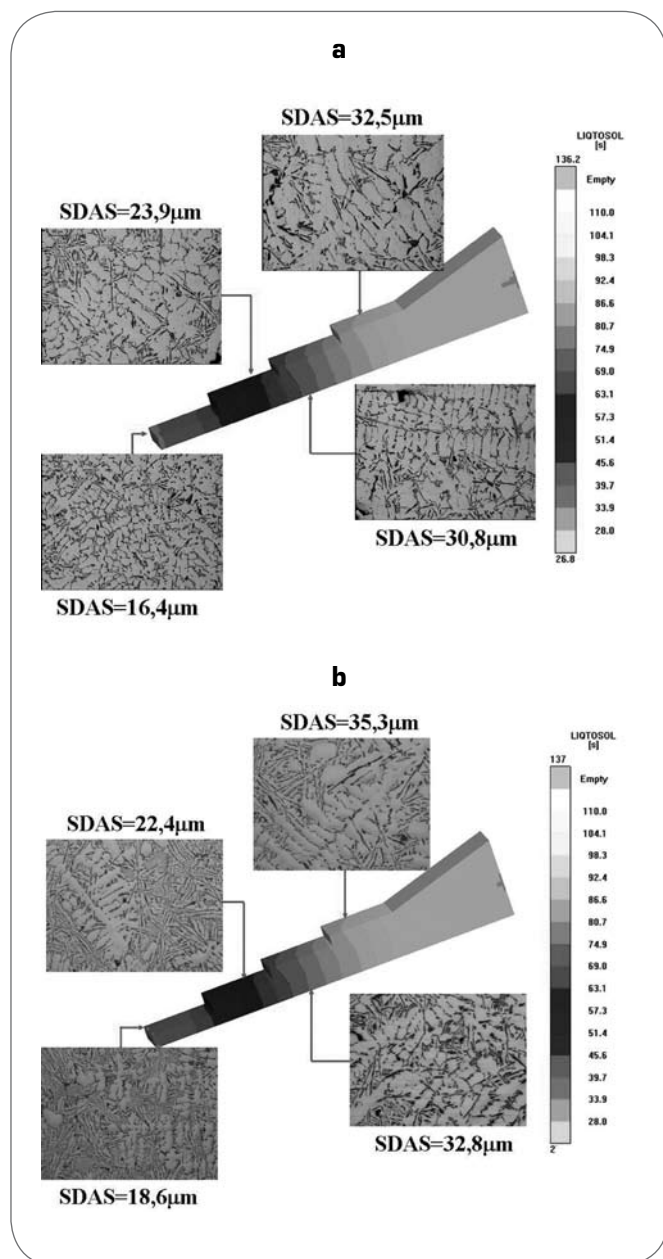 a
SDAS=32,5μm
SDAS=23,9μm
SDAS=30,8μm
SDAS=16,4μm
LIQTOSOL
[s]
136.2
Empty
110.0
104.1
98.3
92.4
86.6
80.7
74.9
69.0
63.1
57.3
51.4
45.6
39.7
33.9
28.0
26.8
b
SDAS=35,3μm
SDAS=22,4μm
SDAS=32,8μm
SDAS=18,6μm
LIQTOSOL
[s]
137
Empty
110.0
104.1
98.3
92.4
86.6
80.7
74.9
69.0
63.1
57.3
51.4
45.6
39.7
33.9
28.0
2